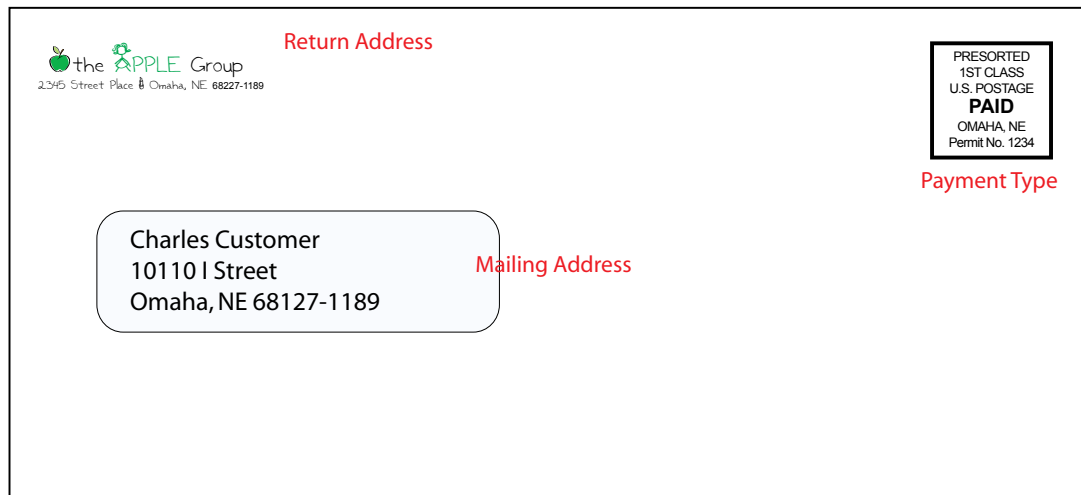 the APPLE Group
2345 Street Place Omaha, NE 68227-1189
Return Address
PRESORTED
1ST CLASS
U.S. POSTAGE
PAID
OMAHA, NE
Permit No. 1234
Payment Type
Charles Customer
10110 I Street
Omaha, NE 68127-1189
Mailing Address